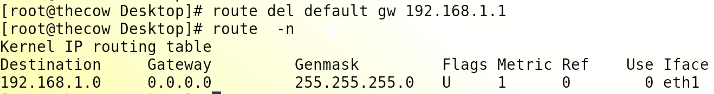 [root@thecow Desktop]# route del default gw 192.168.1.1
[root@thecow Desktop]# route  -n
Kernel IP routing table
Destination     Gateway         Genmask         Flags Metric Ref    Use Iface
192.168.1.0     0.0.0.0         255.255.255.0   U     1      0        0 eth1